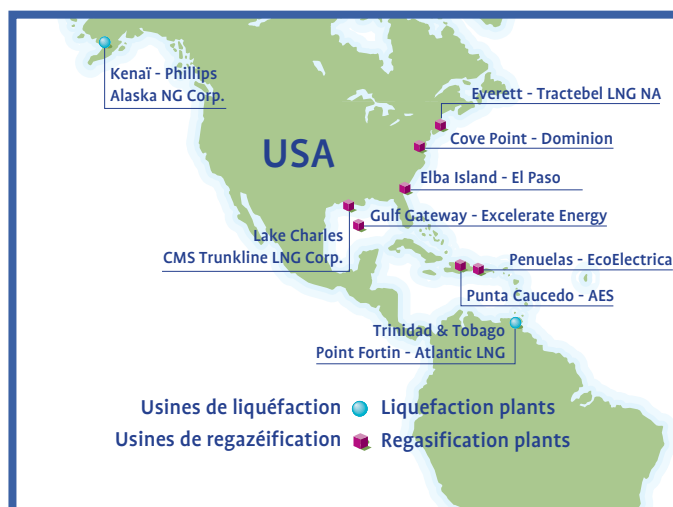 Kenaï - Phillips
Alaska NG Corp.
Everett - Tractebel LNG NA
Cove Point - Dominion
USA
Elba Island - El Paso
Gulf Gateway - Excelerate Energy
Lake Charles
CMS Trunkline LNG Corp.
Penuelas - EcoElectrica
Punta Caucedo - AES
Trinidad & Tobago
Point Fortin - Atlantic LNG
Usines de liquéfaction Liquefaction plants
Usines de regazéification Regasification plants